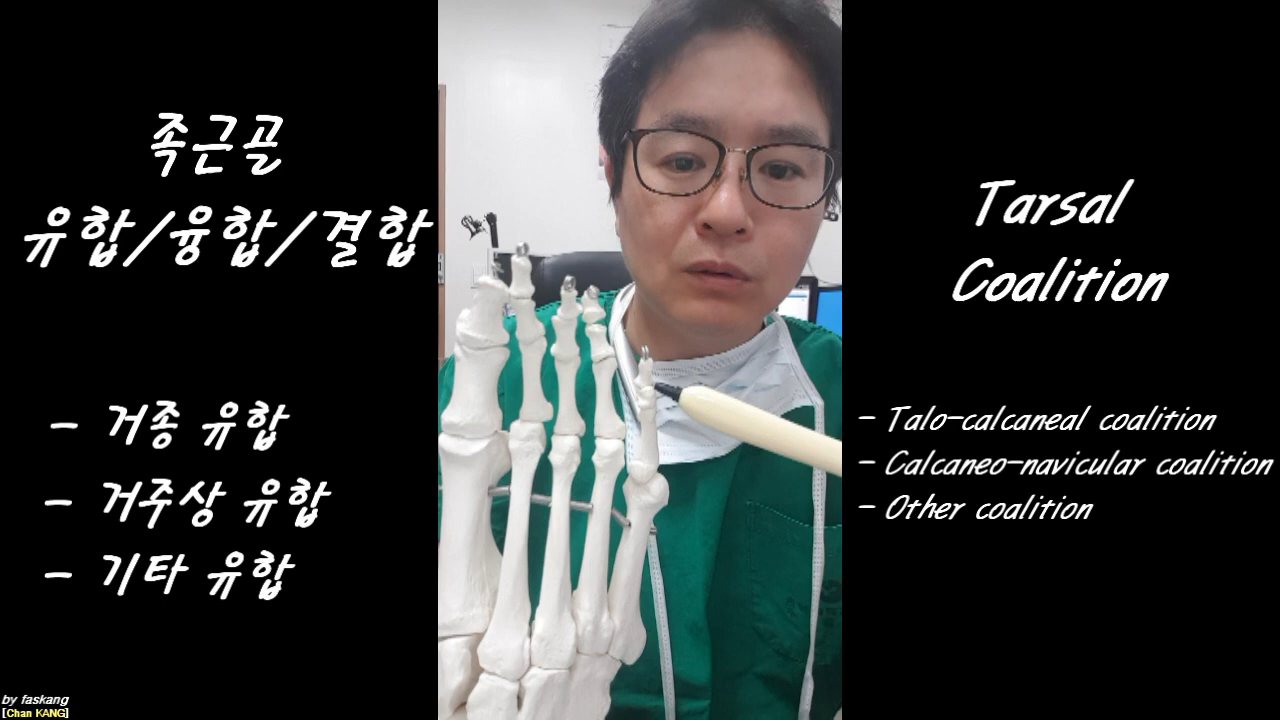 족근골
유합/융합/결합
- 거종 유합
- 거주상 유합
- 기타 유합
Tarsal
Coalition
- Talo-calcaneal coalition
- Calcaneo-navicular coalition
- Other coalition
by faskang
[Chan KANG]